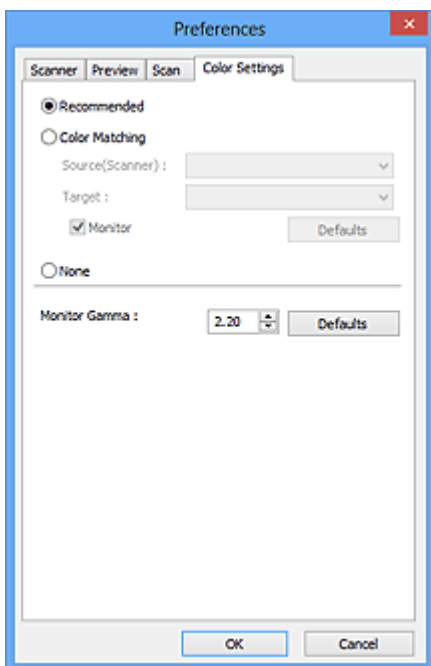 Preferences
Scanner Preview Scan Color Settings
Recommended
Color Matching
Source(Scanner) :
Target :
Monitor Defaults
None
Monitor Gamma : 2.20 Defaults
OK Cancel